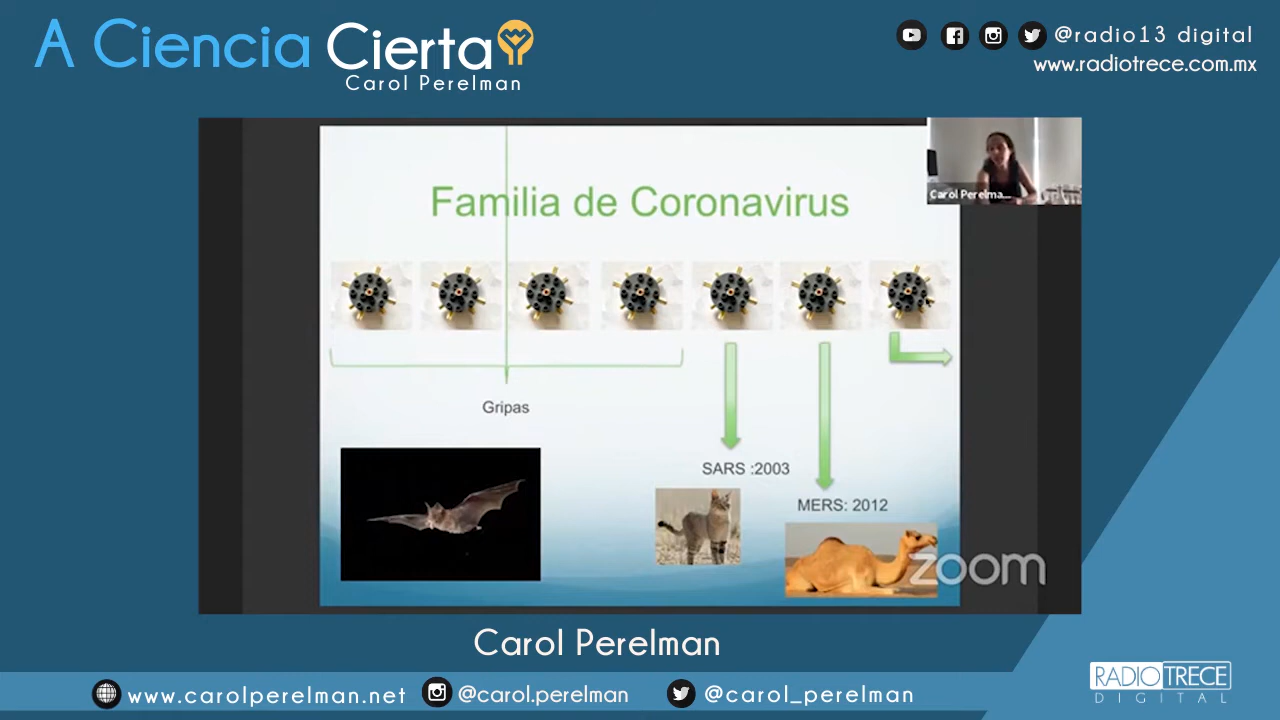 A Ciencia Cierta
Carol Perelman
@radio13 digital
www.radiotrece.com.mx
Carol Perelma...
Familia de Coronavirus
Gripas
SARS :2003
MERS: 2012
zoom
Carol Perelman
www.carolperelman.net
@carol.perelman
@carol_perelman
RADIO TRECE
DIGITAL